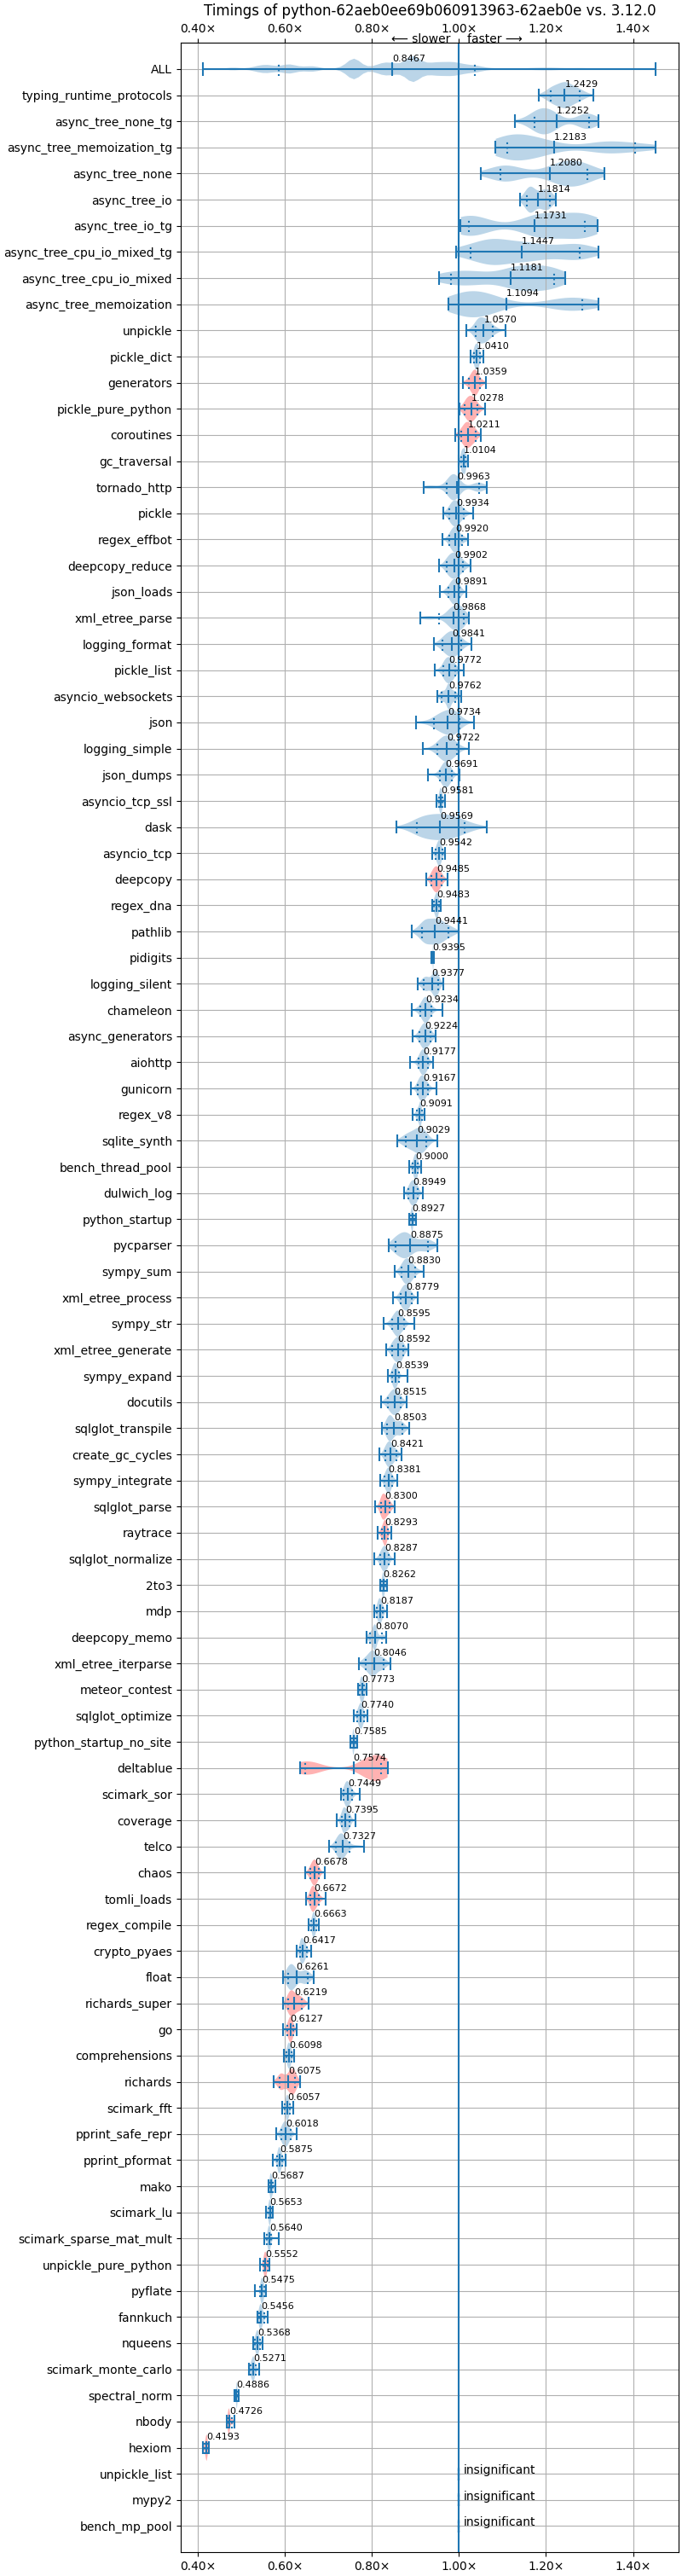 Timings of python-62aeb0ee69b060913963-62aeb0e vs. 3.12.0
0.40× 0.60× 0.80× 1.00× 1.20× 1.40×
⟵ slower faster ⟶
ALL 0.8467
typing_runtime_protocols 1.2429
async_tree_none_tg 1.2252
async_tree_memoization_tg 1.2183
async_tree_none 1.2080
async_tree_io 1.1814
async_tree_io_tg 1.1731
async_tree_cpu_io_mixed_tg 1.1447
async_tree_cpu_io_mixed 1.1181
async_tree_memoization 1.1094
unpickle 1.0570
pickle_dict 1.0410
generators 1.0359
pickle_pure_python 1.0278
coroutines 1.0211
gc_traversal 1.0104
tornado_http 0.9963
pickle 0.9934
regex_effbot 0.9920
deepcopy_reduce 0.9902
json_loads 0.9891
xml_etree_parse 0.9868
logging_format 0.9841
pickle_list 0.9772
asyncio_websockets 0.9762
json 0.9734
logging_simple 0.9722
json_dumps 0.9691
asyncio_tcp_ssl 0.9581
dask 0.9569
asyncio_tcp 0.9542
deepcopy 0.9485
regex_dna 0.9483
pathlib 0.9441
pidigits 0.9395
logging_silent 0.9377
chameleon 0.9234
async_generators 0.9224
aiohttp 0.9177
gunicorn 0.9167
regex_v8 0.9091
sqlite_synth 0.9029
bench_thread_pool 0.9000
dulwich_log 0.8949
python_startup 0.8927
pycparser 0.8875
sympy_sum 0.8830
xml_etree_process 0.8779
sympy_str 0.8595
xml_etree_generate 0.8592
sympy_expand 0.8539
docutils 0.8515
sqlglot_transpile 0.8503
create_gc_cycles 0.8421
sympy_integrate 0.8381
sqlglot_parse 0.8300
raytrace 0.8293
sqlglot_normalize 0.8287
2to3 0.8262
mdp 0.8187
deepcopy_memo 0.8070
xml_etree_iterparse 0.8046
meteor_contest 0.7773
sqlglot_optimize 0.7740
python_startup_no_site 0.7585
deltablue 0.7574
scimark_sor 0.7449
coverage 0.7395
telco 0.7327
chaos 0.6678
tomli_loads 0.6672
regex_compile 0.6663
crypto_pyaes 0.6417
float 0.6261
richards_super 0.6219
go 0.6127
comprehensions 0.6098
richards 0.6075
scimark_fft 0.6057
pprint_safe_repr 0.6018
pprint_pformat 0.5875
mako 0.5687
scimark_lu 0.5653
scimark_sparse_mat_mult 0.5640
unpickle_pure_python 0.5552
pyflate 0.5475
fannkuch 0.5456
nqueens 0.5368
scimark_monte_carlo 0.5271
spectral_norm 0.4886
nbody 0.4726
hexiom 0.4193
unpickle_list insignificant
mypy2 insignificant
bench_mp_pool insignificant
0.40× 0.60× 0.80× 1.00× 1.20× 1.40×